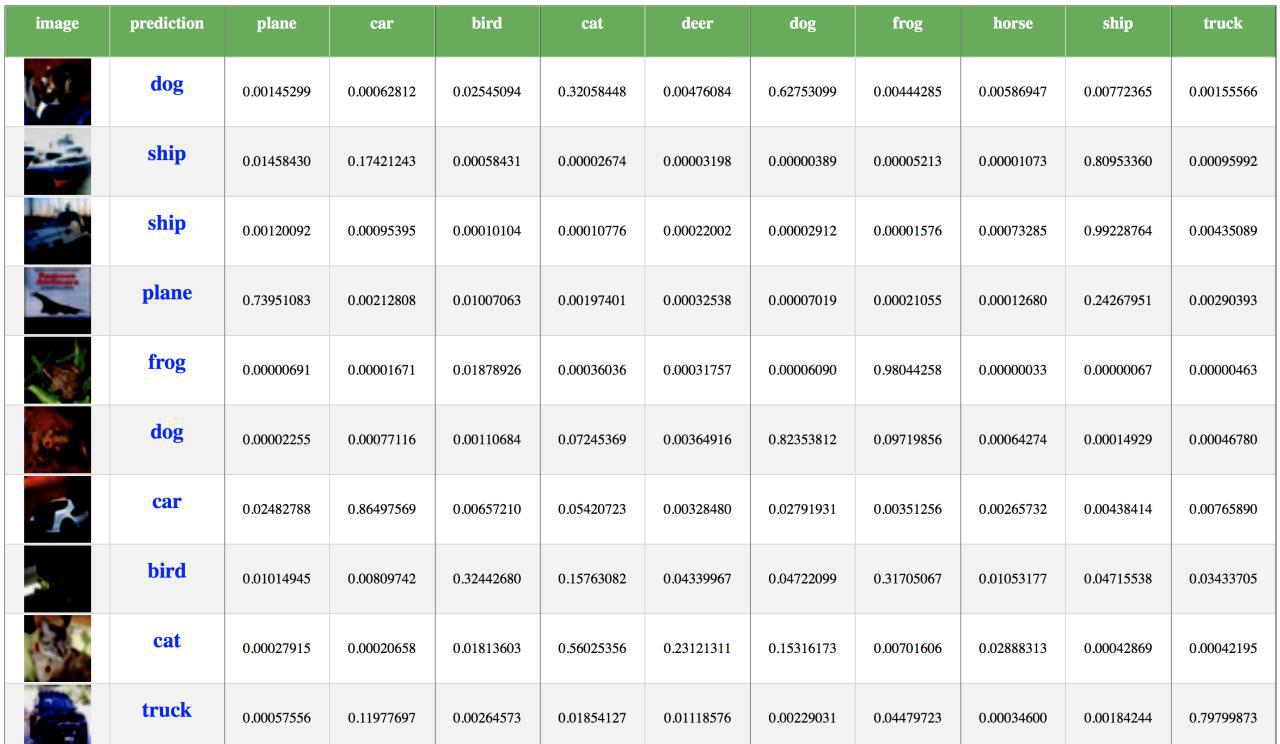 image prediction plane car bird cat deer dog frog horse ship truck
dog 0.00145299 0.00062812 0.02545094 0.32058448 0.00476084 0.62753099 0.00444285 0.00586947 0.00772365 0.00155566
ship 0.01458430 0.17421243 0.00058431 0.00002674 0.00003198 0.00000389 0.00005213 0.00001073 0.80953360 0.00095992
ship 0.00120092 0.00095395 0.00010104 0.00010776 0.00022002 0.00002912 0.00001576 0.00073285 0.99228764 0.00435089
plane 0.73951083 0.00212808 0.01007063 0.00197401 0.00032538 0.00007019 0.00021055 0.00012680 0.24267951 0.00290393
frog 0.00000691 0.00001671 0.01878926 0.00036036 0.00031757 0.00006090 0.98044258 0.00000033 0.00000067 0.00000463
dog 0.00002255 0.00077116 0.00110684 0.07245369 0.00364916 0.82353812 0.09719856 0.00064274 0.00014929 0.00046780
car 0.02482788 0.86497569 0.00657210 0.05420723 0.00328480 0.02791931 0.00351256 0.00265732 0.00438414 0.00765890
bird 0.01014945 0.00809742 0.32442680 0.15763082 0.04339967 0.04722099 0.31705067 0.01053177 0.04715538 0.03433705
cat 0.00027915 0.00020658 0.01813603 0.56025356 0.23121311 0.15316173 0.00701606 0.02888313 0.00042869 0.00042195
truck 0.00057556 0.11977697 0.00264573 0.01854127 0.01118576 0.00229031 0.04479723 0.00034600 0.00184244 0.79799873